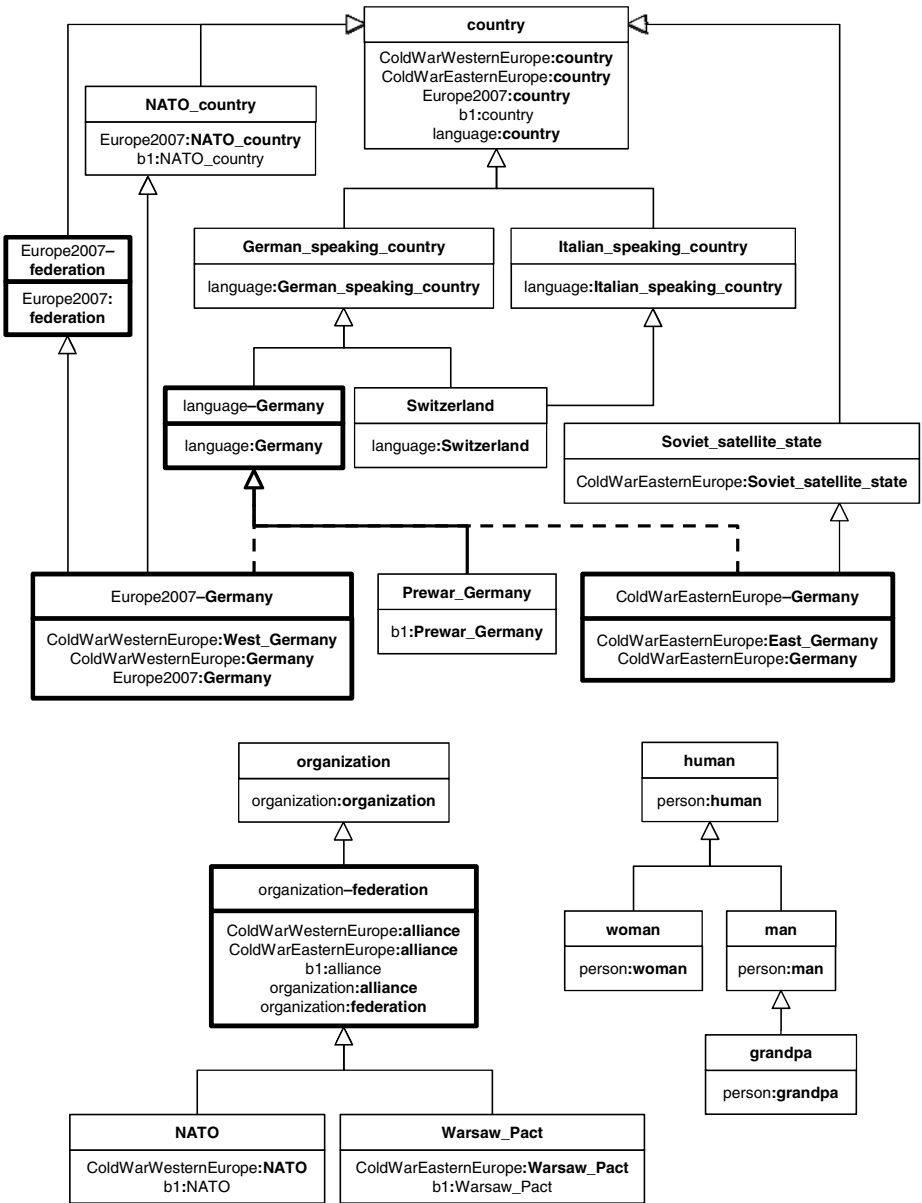 country
ColdWarWesternEurope:country
ColdWarEasternEurope:country
Europe2007:country
b1:country
language:country
NATO_country
Europe2007:NATO_country
b1:NATO_country
Europe2007–
federation
Europe2007:
federation
German_speaking_country
language:German_speaking_country
Italian_speaking_country
language:Italian_speaking_country
language–Germany
language:Germany
Switzerland
language:Switzerland
Soviet_satellite_state
ColdWarEasternEurope:Soviet_satellite_state
Europe2007–Germany
ColdWarWesternEurope:West_Germany
ColdWarWesternEurope:Germany
Europe2007:Germany
Prewar_Germany
b1:Prewar_Germany
ColdWarEasternEurope–Germany
ColdWarEasternEurope:East_Germany
ColdWarEasternEurope:Germany
organization
organization:organization
human
person:human
organization–federation
ColdWarWesternEurope:alliance
ColdWarEasternEurope:alliance
b1:alliance
organization:alliance
organization:federation
woman
person:woman
man
person:man
grandpa
person:grandpa
NATO
ColdWarWesternEurope:NATO
b1:NATO
Warsaw_Pact
ColdWarEasternEurope:Warsaw_Pact
b1:Warsaw_Pact